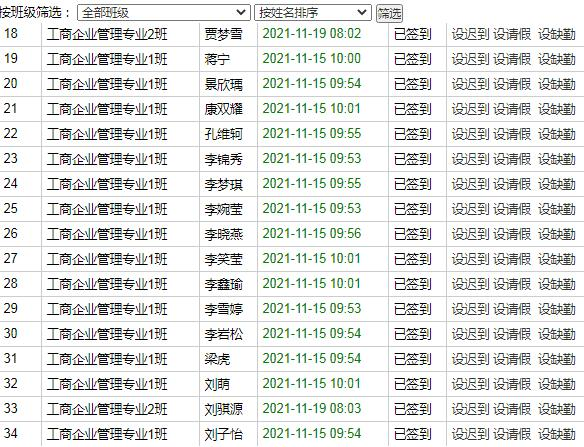 按班级筛选： 全部班级 按姓名排序 筛选
18 工商企业管理专业2班 贾梦雪 2021-11-19 08:02 已签到 设迟到 设请假 设缺勤
19 工商企业管理专业1班 蒋宁 2021-11-15 10:00 已签到 设迟到 设请假 设缺勤
20 工商企业管理专业1班 景欣瑀 2021-11-15 09:54 已签到 设迟到 设请假 设缺勤
21 工商企业管理专业1班 康双耀 2021-11-15 10:01 已签到 设迟到 设请假 设缺勤
22 工商企业管理专业1班 孔维轲 2021-11-15 09:55 已签到 设迟到 设请假 设缺勤
23 工商企业管理专业1班 李锦秀 2021-11-15 09:53 已签到 设迟到 设请假 设缺勤
24 工商企业管理专业1班 李梦琪 2021-11-15 09:55 已签到 设迟到 设请假 设缺勤
25 工商企业管理专业1班 李婉莹 2021-11-15 09:53 已签到 设迟到 设请假 设缺勤
26 工商企业管理专业1班 李晓燕 2021-11-15 09:56 已签到 设迟到 设请假 设缺勤
27 工商企业管理专业1班 李笑莹 2021-11-15 10:01 已签到 设迟到 设请假 设缺勤
28 工商企业管理专业1班 李鑫瑜 2021-11-15 10:01 已签到 设迟到 设请假 设缺勤
29 工商企业管理专业1班 李雪婷 2021-11-15 09:53 已签到 设迟到 设请假 设缺勤
30 工商企业管理专业1班 李岩松 2021-11-15 09:54 已签到 设迟到 设请假 设缺勤
31 工商企业管理专业1班 梁虎 2021-11-15 09:54 已签到 设迟到 设请假 设缺勤
32 工商企业管理专业1班 刘萌 2021-11-15 10:01 已签到 设迟到 设请假 设缺勤
33 工商企业管理专业2班 刘骐源 2021-11-19 08:03 已签到 设迟到 设请假 设缺勤
34 工商企业管理专业1班 刘子怡 2021-11-15 09:54 已签到 设迟到 设请假 设缺勤